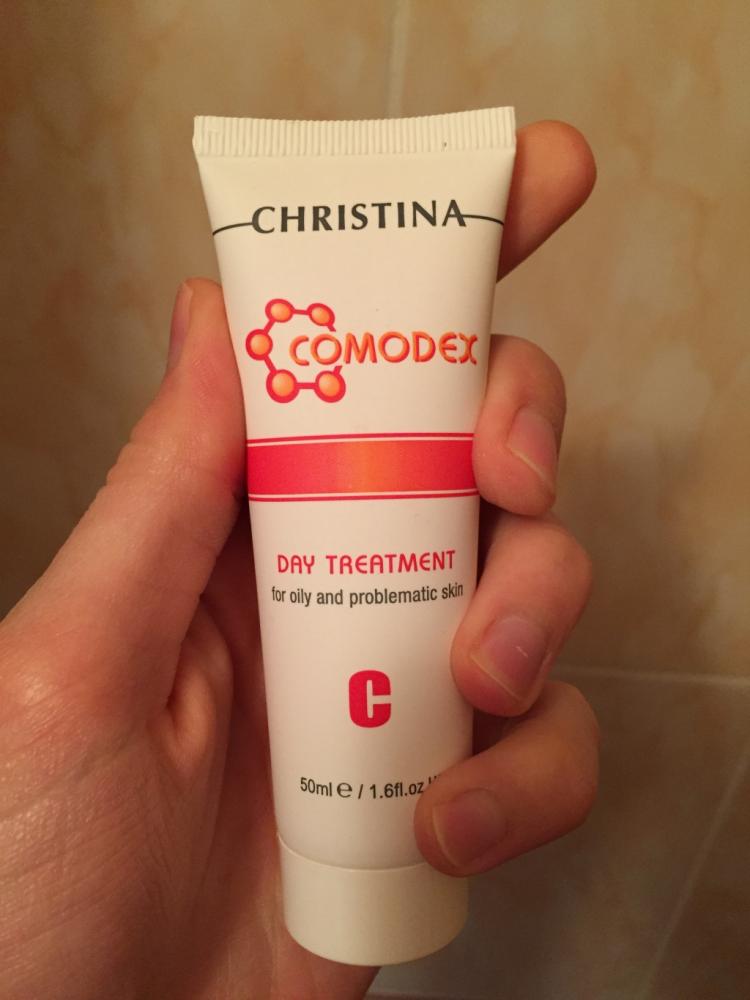 CHRISTINA
COMODEX
DAY TREATMENT
for oily and problematic skin
C
50ml ℮ / 1.6fl.oz